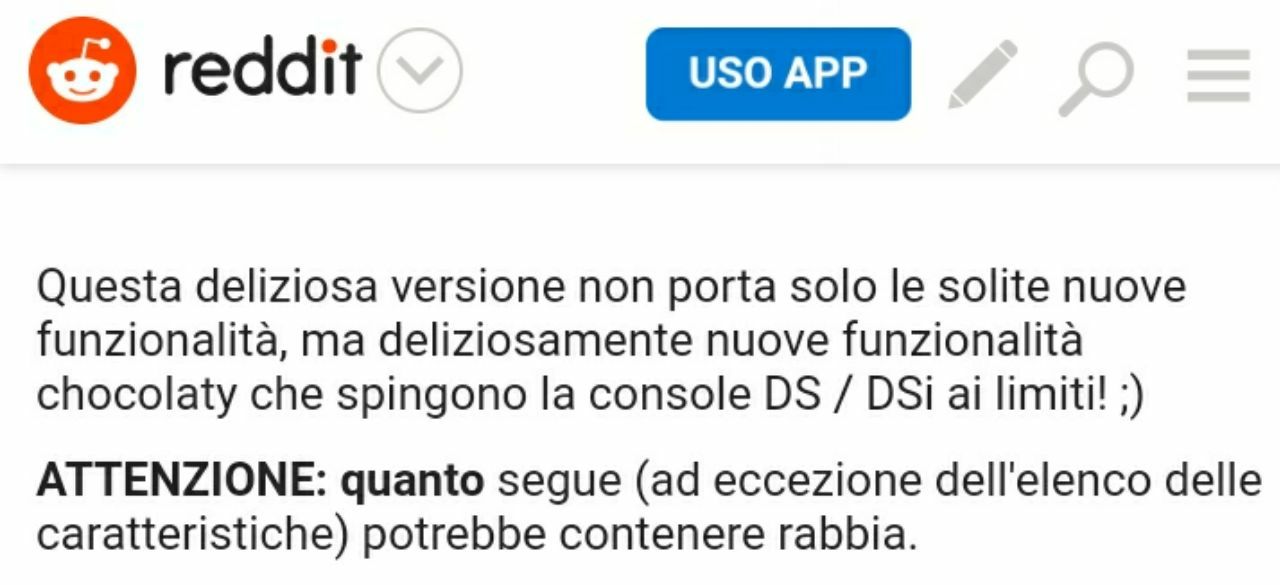 reddit
USO APP
Questa deliziosa versione non porta solo le solite nuove
funzionalità, ma deliziosamente nuove funzionalità
chocolaty che spingono la console DS / DSi ai limiti! ;)
ATTENZIONE: quanto segue (ad eccezione dell'elenco delle
caratteristiche) potrebbe contenere rabbia.